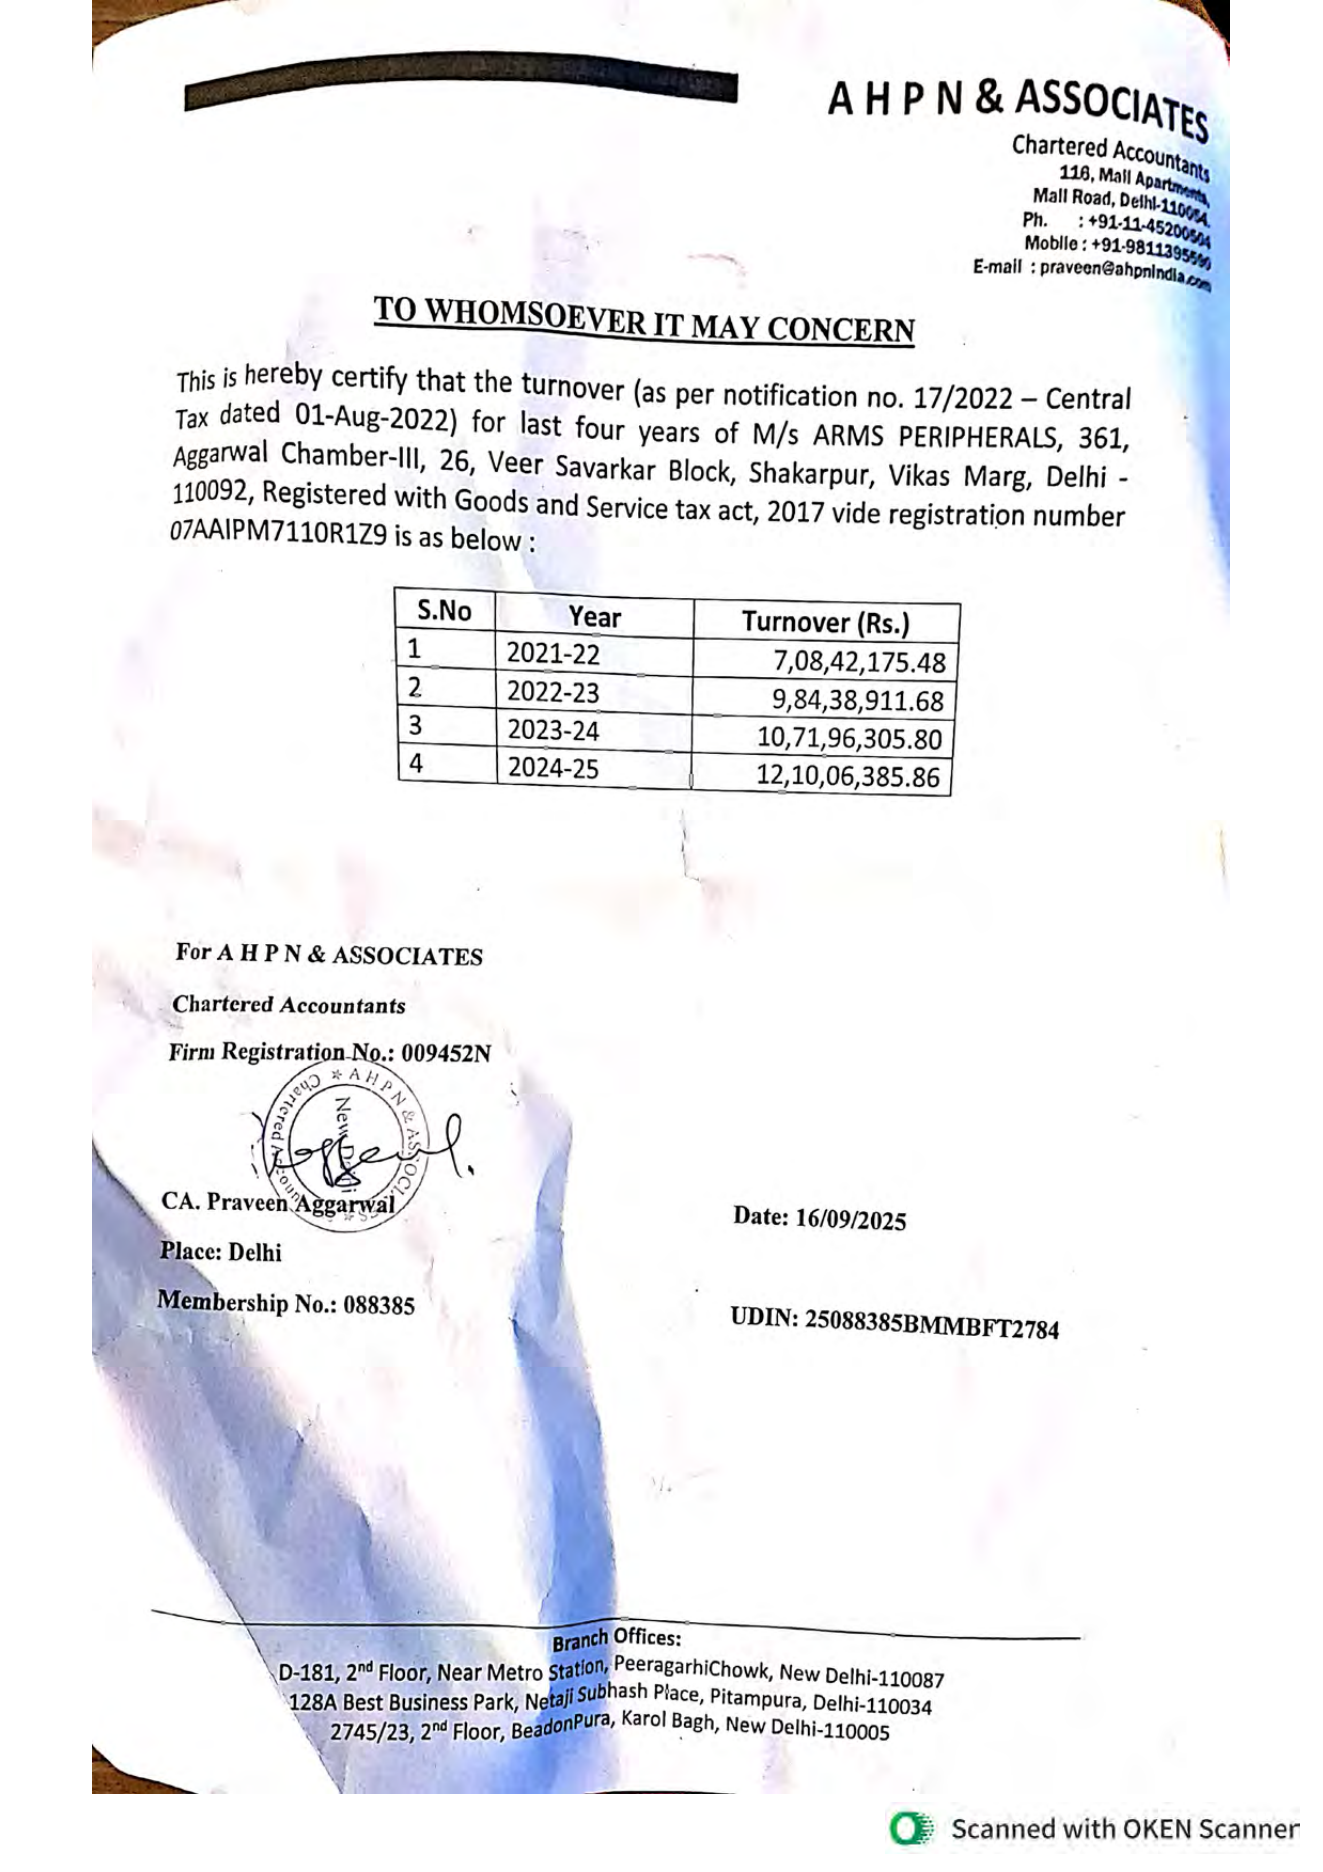 A H P N & ASSOCIATES
Chartered Accountants
116, Mall Apartments,
Mall Road, Delhi-110054.
Ph. : +91-11-45200504
Mobile : +91-9811395590
E-mail : praveen@ahpnindia.com
TO WHOMSOEVER IT MAY CONCERN
This is hereby certify that the turnover (as per notification no. 17/2022 – Central
Tax dated 01-Aug-2022) for last four years of M/s ARMS PERIPHERALS, 361,
Aggarwal Chamber-III, 26, Veer Savarkar Block, Shakarpur, Vikas Marg, Delhi -
110092, Registered with Goods and Service tax act, 2017 vide registration number
07AAIPM7110R1Z9 is as below :
S.No Year Turnover (Rs.)
1 2021-22 7,08,42,175.48
2 2022-23 9,84,38,911.68
3 2023-24 10,71,96,305.80
4 2024-25 12,10,06,385.86
For A H P N & ASSOCIATES
Chartered Accountants
Firm Registration No.: 009452N
CA. Praveen Aggarwal
Date: 16/09/2025
Place: Delhi
Membership No.: 088385
UDIN: 25088385BMMBFT2784
Branch Offices:
D-181, 2nd Floor, Near Metro Station, PeeragarhiChowk, New Delhi-110087
128A Best Business Park, Netaji Subhash Place, Pitampura, Delhi-110034
2745/23, 2nd Floor, BeadonPura, Karol Bagh, New Delhi-110005
Scanned with OKEN Scanner